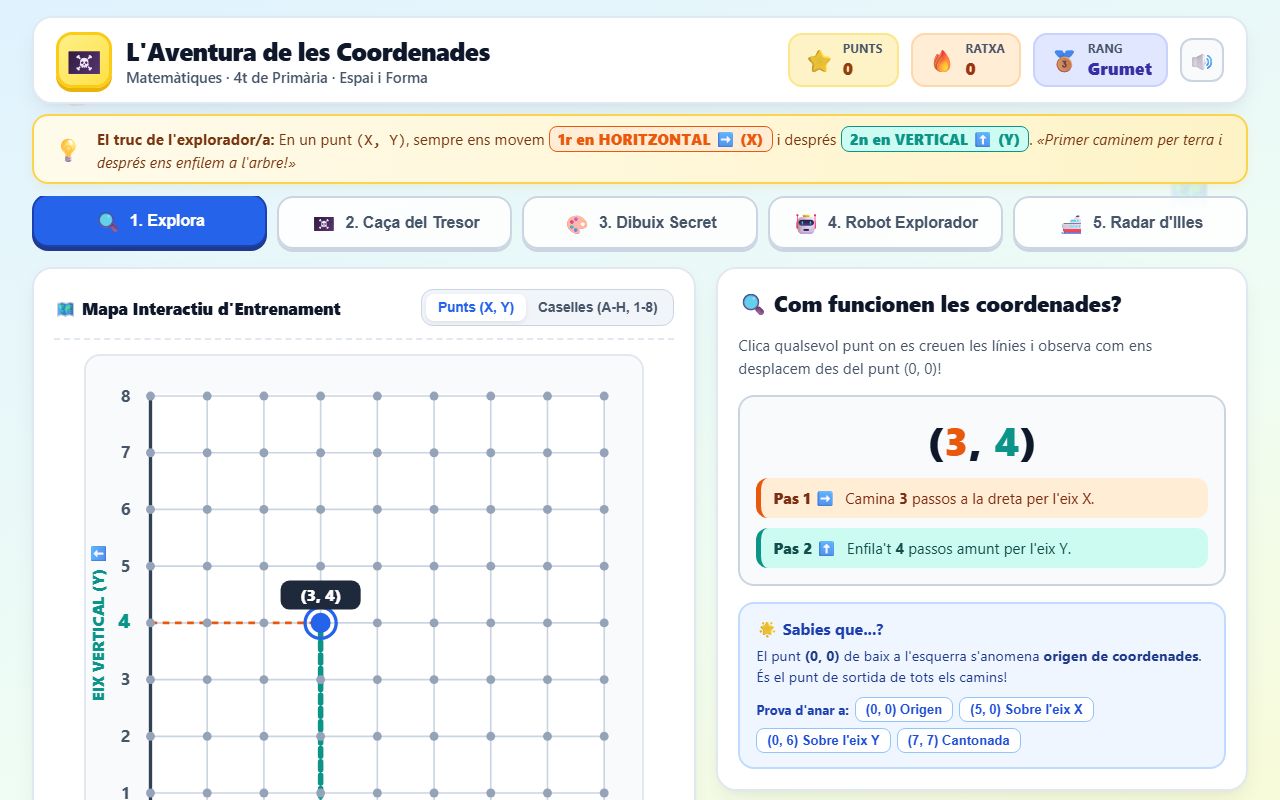 L'Aventura de les Coordenades
Matemàtiques · 4t de Primària · Espai i Forma
PUNTS
0
RATXA
0
RANG
Grumet
El truc de l'explorador/a: En un punt (X, Y), sempre ens movem 1r en HORITZONTAL ➡️ (X) i després 2n en VERTICAL ⬆️ (Y). «Primer caminem per terra i
després ens enfilem a l'arbre!»
1. Explora
2. Caça del Tresor
3. Dibuix Secret
4. Robot Explorador
5. Radar d'Illes
Mapa Interactiu d'Entrenament
Punts (X, Y)
Caselles (A-H, 1-8)
8
7
6
5
4
3
2
1
EIX VERTICAL (Y) ➡️
(3, 4)
Com funcionen les coordenades?
Clica qualsevol punt on es creuen les línies i observa com ens
desplacem des del punt (0, 0)!
(3, 4)
Pas 1 ➡️ Camina 3 passos a la dreta per l'eix X.
Pas 2 ⬆️ Enfila't 4 passos amunt per l'eix Y.
Sabies que...?
El punt (0, 0) de baix a l'esquerra s'anomena origen de coordenades.
És el punt de sortida de tots els camins!
Prova d'anar a: (0, 0) Origen (5, 0) Sobre l'eix X
(0, 6) Sobre l'eix Y (7, 7) Cantonada